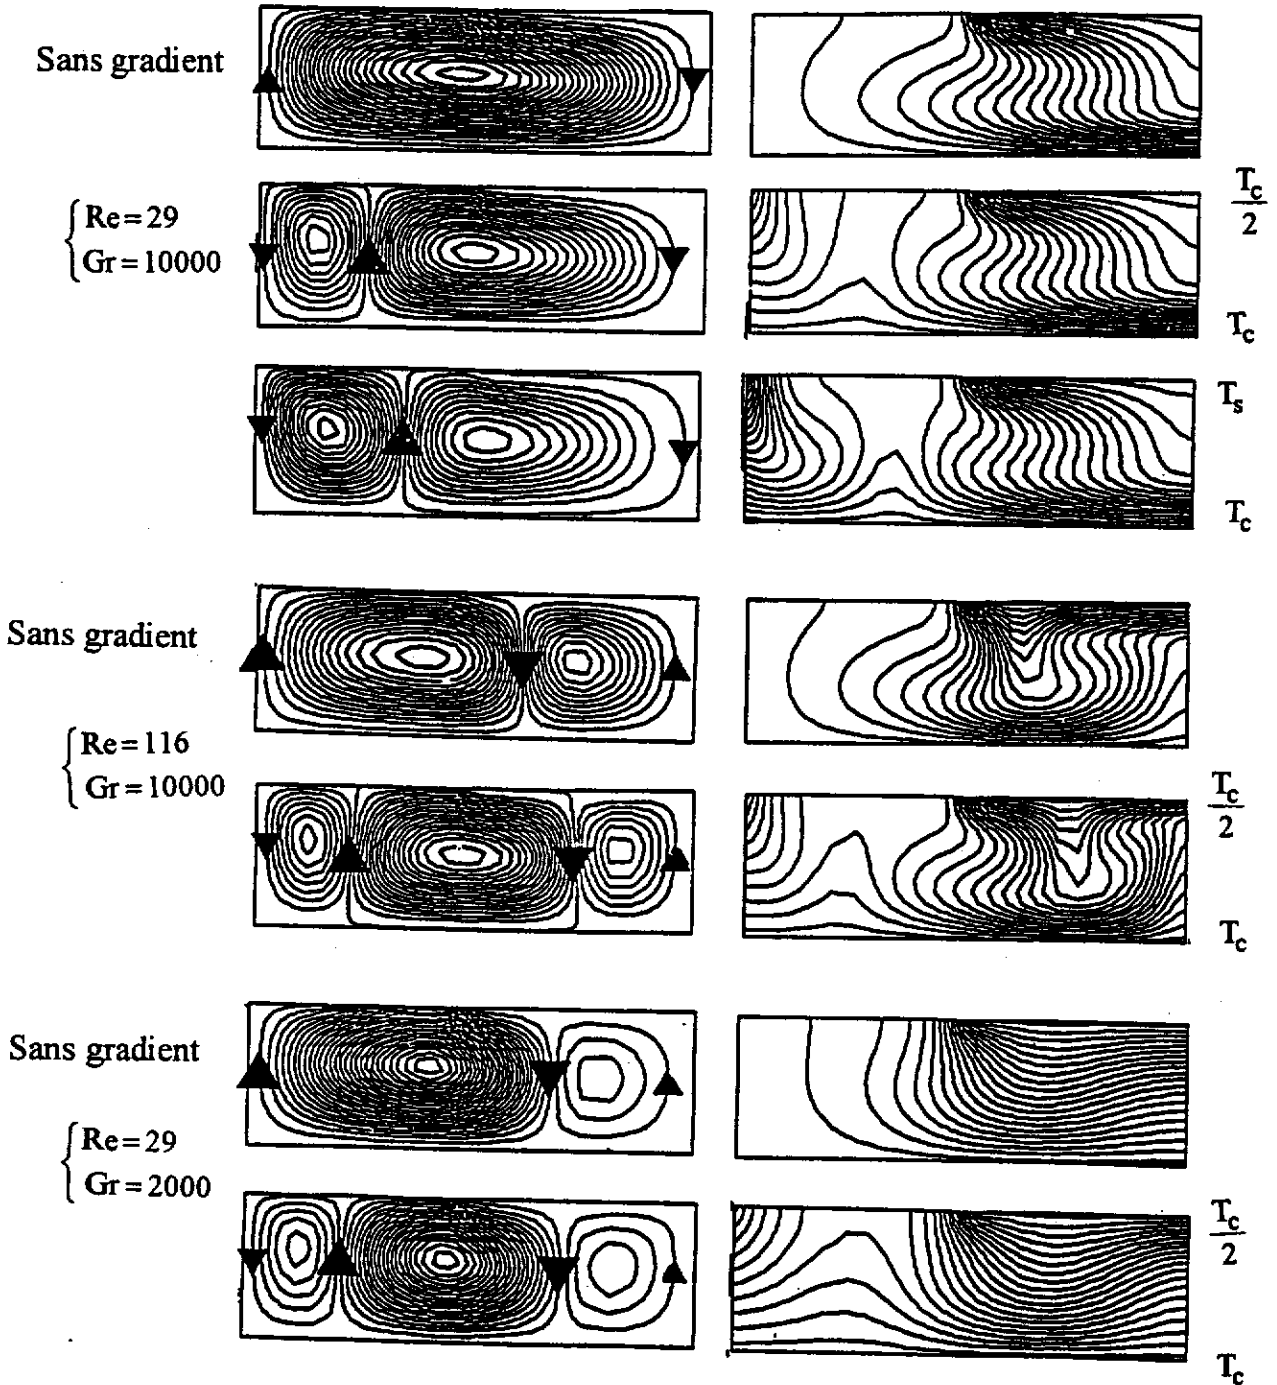 Sans gradient
Re=29
Gr=10000
T_c
2
T_c
T_s
T_c
Sans gradient
Re=116
Gr=10000
T_c
2
T_c
Sans gradient
Re=29
Gr=2000
T_c
2
T_c